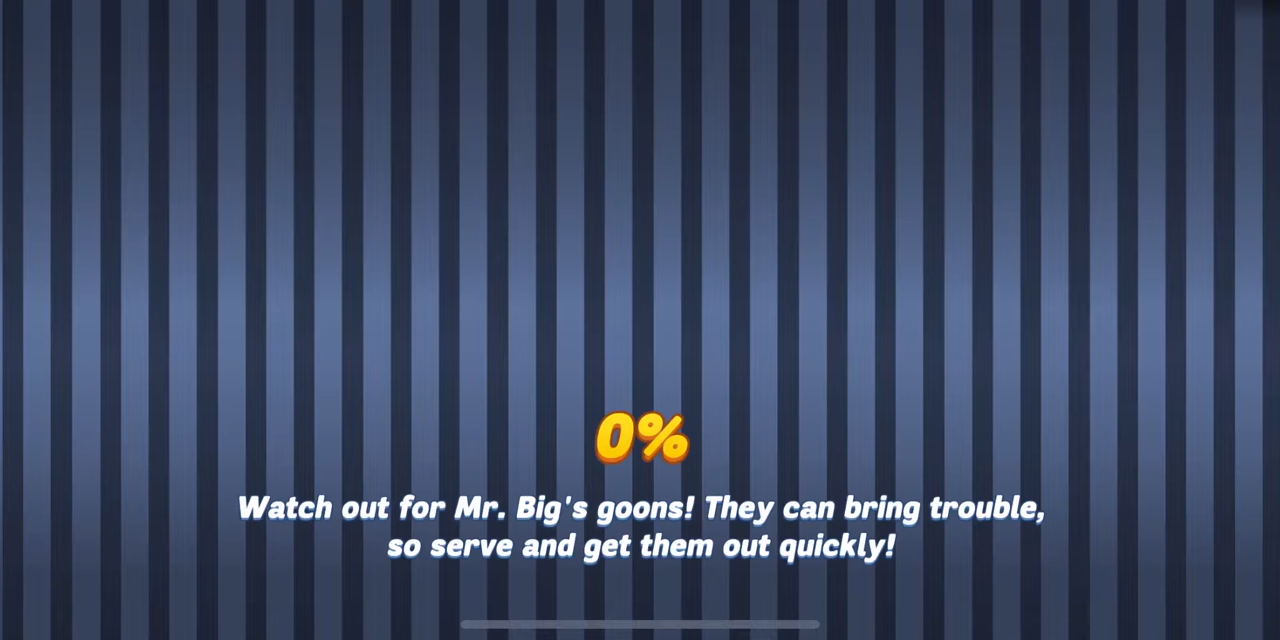 0%
Watch out for Mr. Big's goons! They can bring trouble,
so serve and get them out quickly!